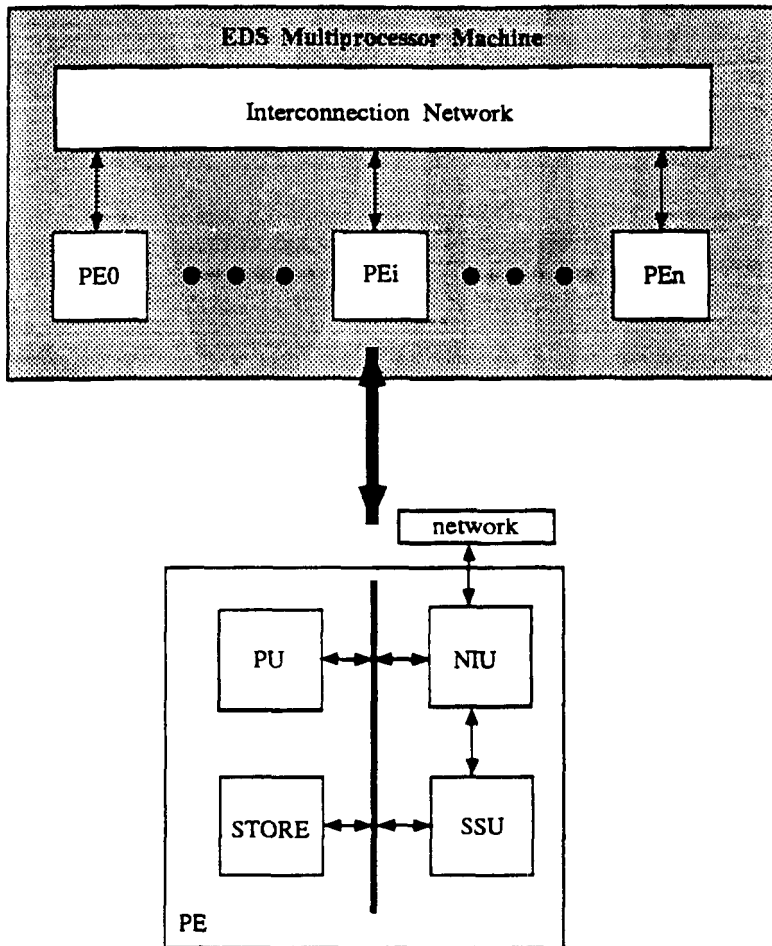 EDS Multiprocessor Machine
Interconnection Network
PE0
PEi
PEn
network
PU
NIU
STORE
SSU
PE